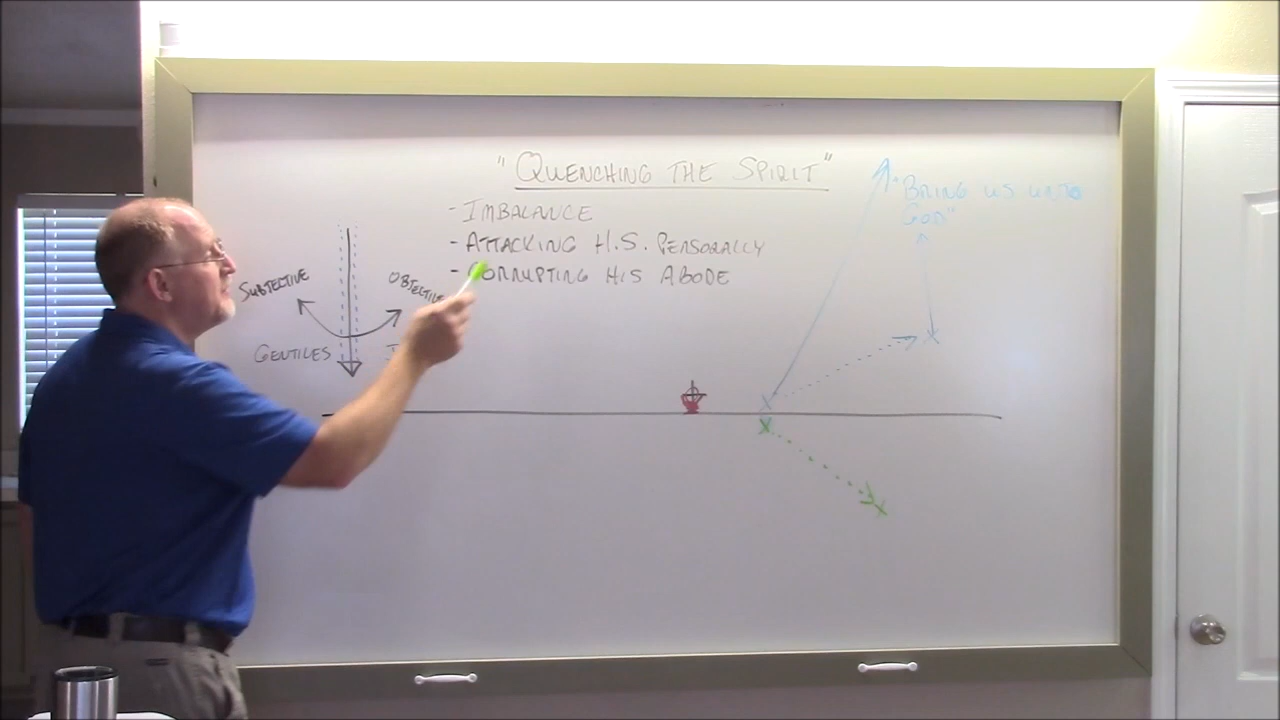 "QUENCHING THE SPIRIT"
- IMBALANCE
- ATTACKING H.S. PERSONALLY
- CORRUPTING HIS ABODE
SUBJECTIVE
OBJECTIVE
GENTILES
"BRING US UNTO
GOD"